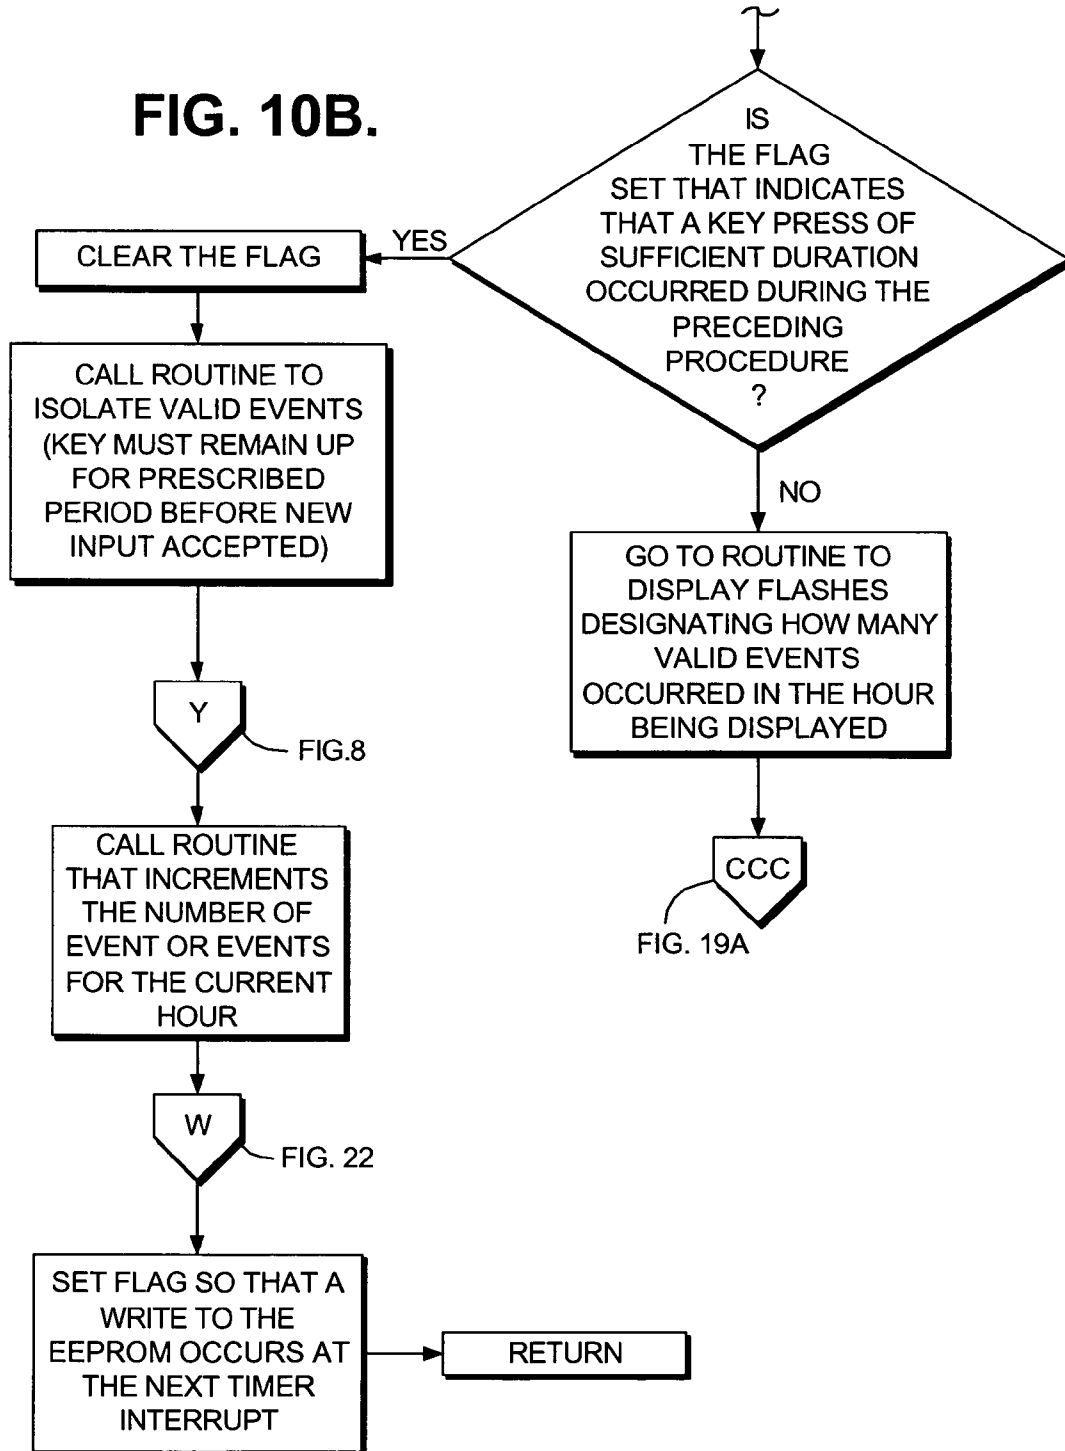 FIG. 10B.
IS
THE FLAG
SET THAT INDICATES
THAT A KEY PRESS OF
SUFFICIENT DURATION
OCCURRED DURING THE
PRECEDING
PROCEDURE
?
YES
CLEAR THE FLAG
CALL ROUTINE TO
ISOLATE VALID EVENTS
(KEY MUST REMAIN UP
FOR PRESCRIBED
PERIOD BEFORE NEW
INPUT ACCEPTED)
Y
FIG.8
CALL ROUTINE
THAT INCREMENTS
THE NUMBER OF
EVENT OR EVENTS
FOR THE CURRENT
HOUR
W
FIG. 22
SET FLAG SO THAT A
WRITE TO THE
EEPROM OCCURS AT
THE NEXT TIMER
INTERRUPT
RETURN
NO
GO TO ROUTINE TO
DISPLAY FLASHES
DESIGNATING HOW MANY
VALID EVENTS
OCCURRED IN THE HOUR
BEING DISPLAYED
CCC
FIG. 19A